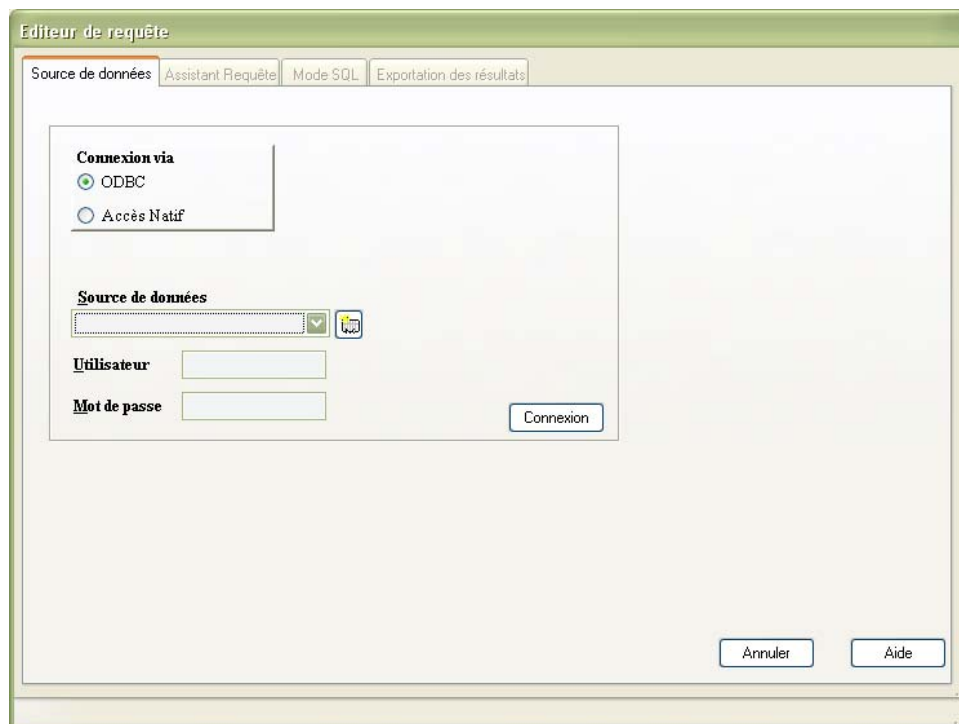 Editeur de requête
Source de données Assistant Requête Mode SQL Exportation des résultats
Connexion via
ODBC
Accès Natif
Source de données
Utilisateur
Mot de passe
Connexion
Annuler Aide